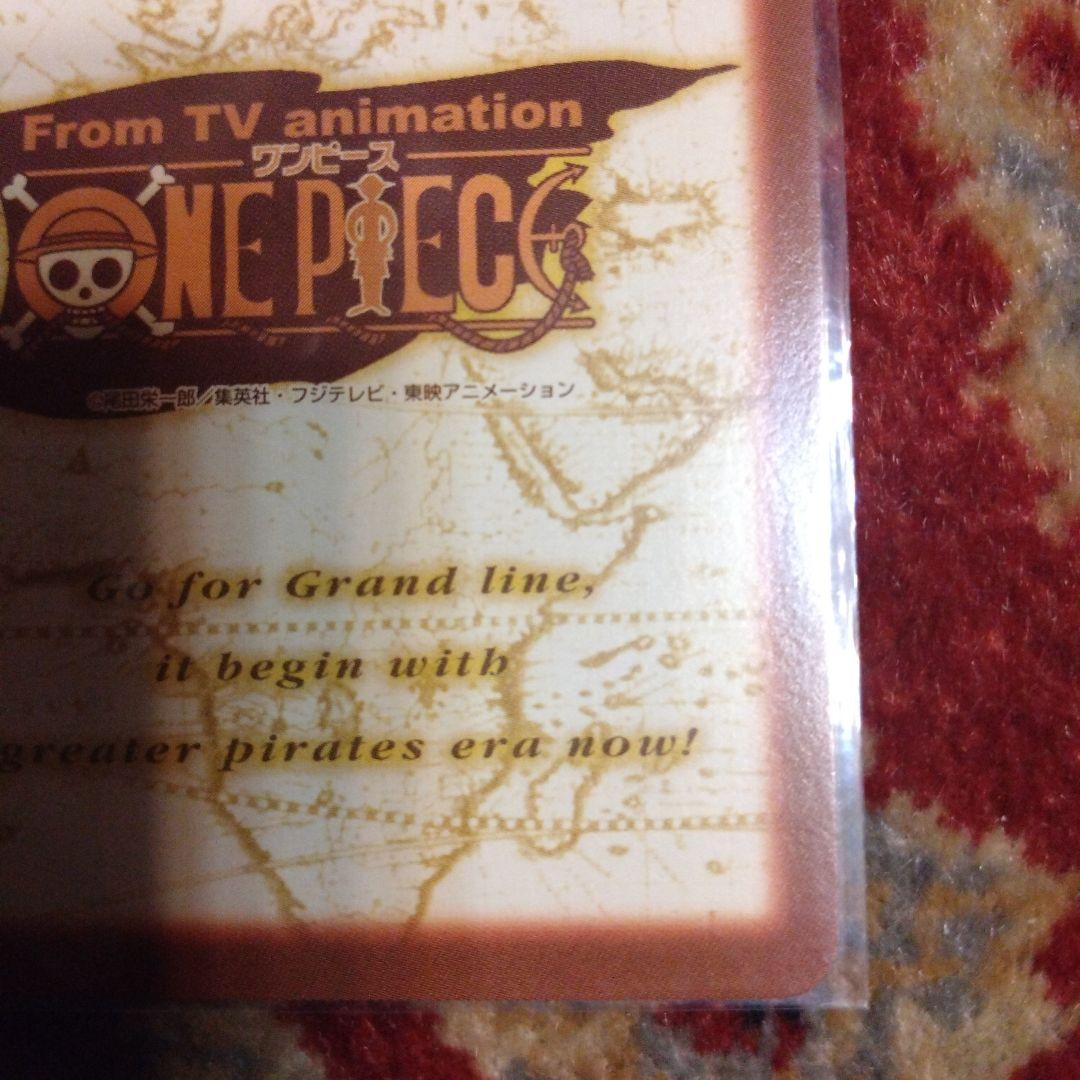 From TV animation
ワンピース
ONE PIECE
©尾田栄一郎／集英社・フジテレビ・東映アニメーション
Go for Grand line,
it begin with
greater pirates era now!